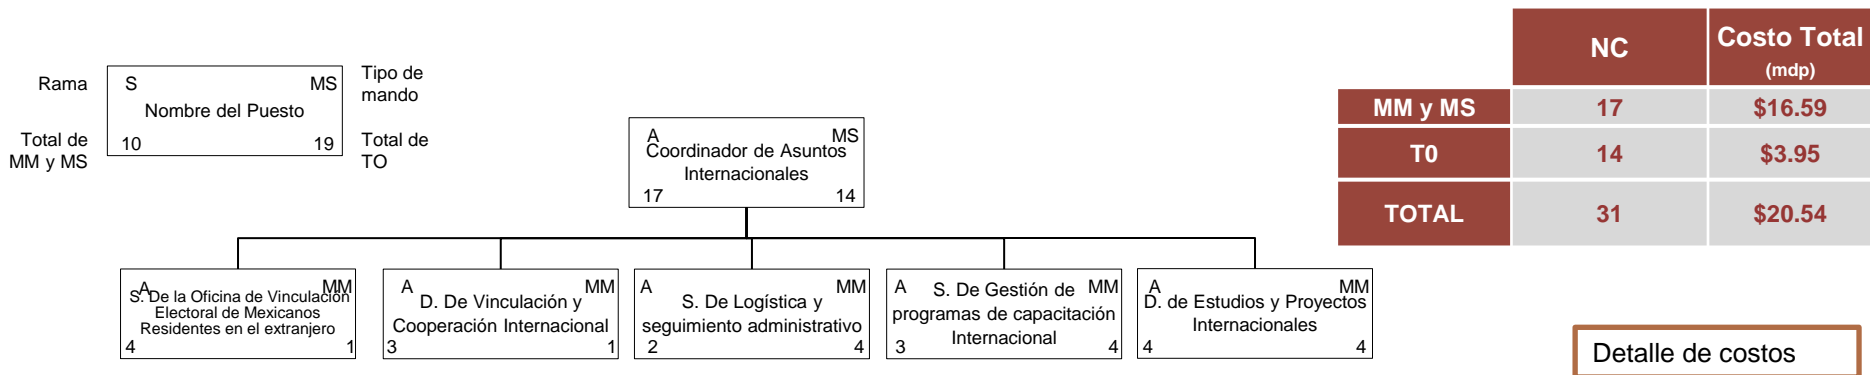 Rama
Total de
MM y MS
S MS
Nombre del Puesto
10 19
Tipo de
mando
Total de
TO
A MS
Coordinador de Asuntos
Internacionales
17 14
A MM
S. De la Oficina de Vinculación
Electoral de Mexicanos
Residentes en el extranjero
4 1
A MM
D. De Vinculación y
Cooperación Internacional
3 1
A MM
S. De Logística y
seguimiento administrativo
2 4
A MM
S. De Gestión de
programas de capacitación
Internacional
3 4
A MM
D. de Estudios y Proyectos
Internacionales
4 4
NC Costo Total
(mdp)
MM y MS 17 $16.59
T0 14 $3.95
TOTAL 31 $20.54
Detalle de costos